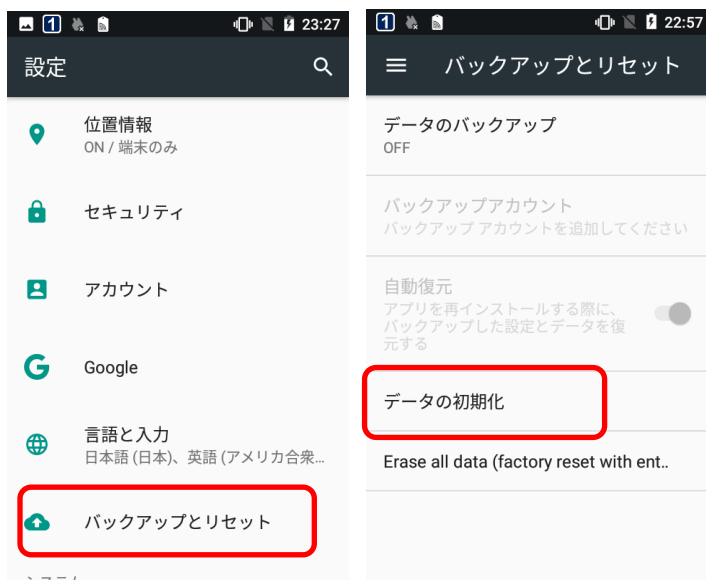 1
23:27
設定
位置情報
ON / 端末のみ
セキュリティ
アカウント
Google
言語と入力
日本語 (日本)、英語 (アメリカ合衆...
バックアップとリセット
1
22:57
バックアップとリセット
データのバックアップ
OFF
バックアップアカウント
バックアップ アカウントを追加してください
自動復元
アプリを再インストールする際に、
バックアップした設定とデータを復
元する
データの初期化
Erase all data (factory reset with ent..